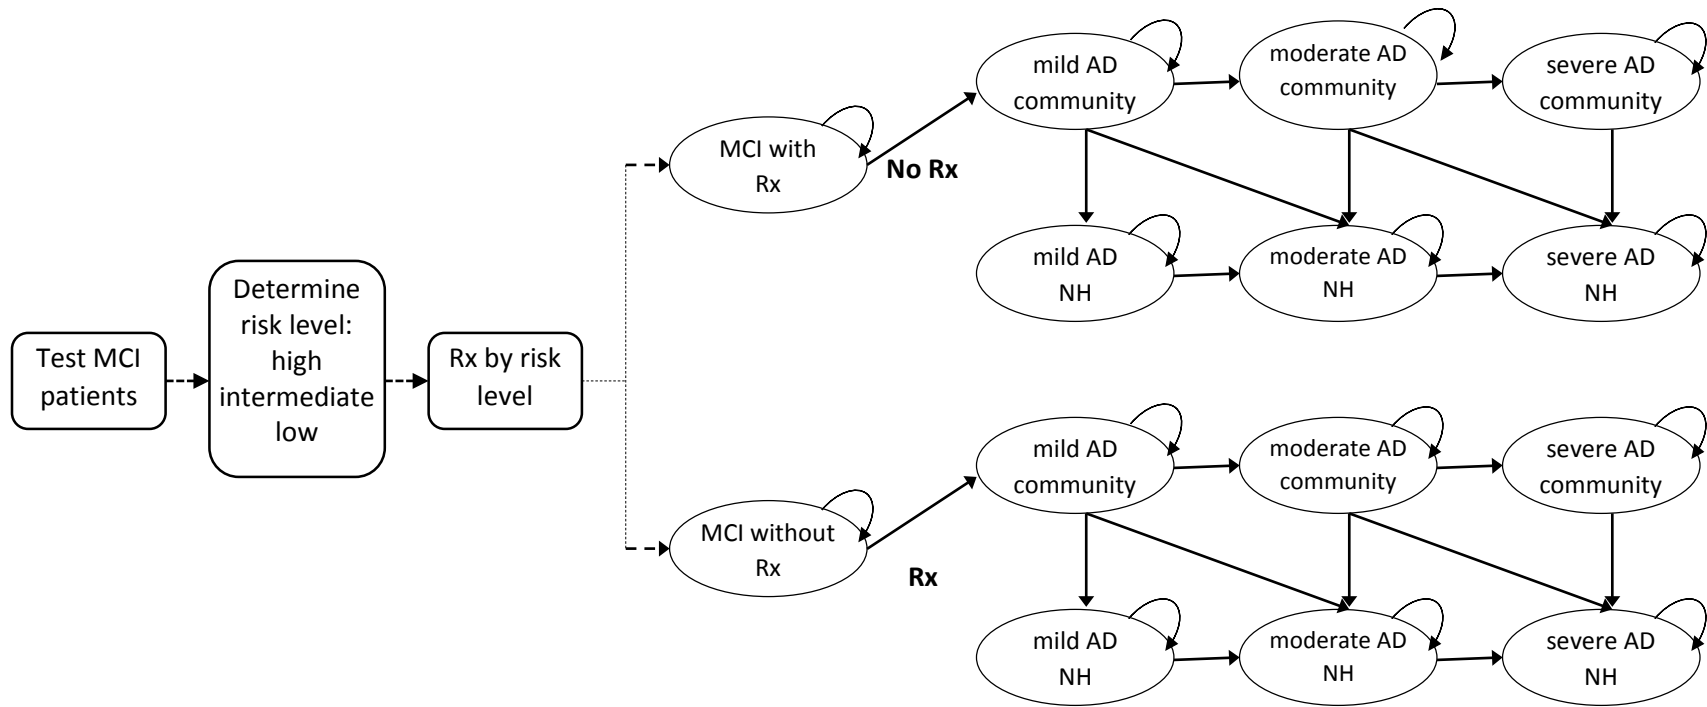 Test MCI
patients
Determine
risk level:
high
intermediate
low
Rx by risk
level
MCI with
Rx
No Rx
mild AD
community
moderate AD
community
severe AD
community
mild AD
NH
moderate AD
NH
severe AD
NH
MCI without
Rx
Rx
mild AD
community
moderate AD
community
severe AD
community
mild AD
NH
moderate AD
NH
severe AD
NH